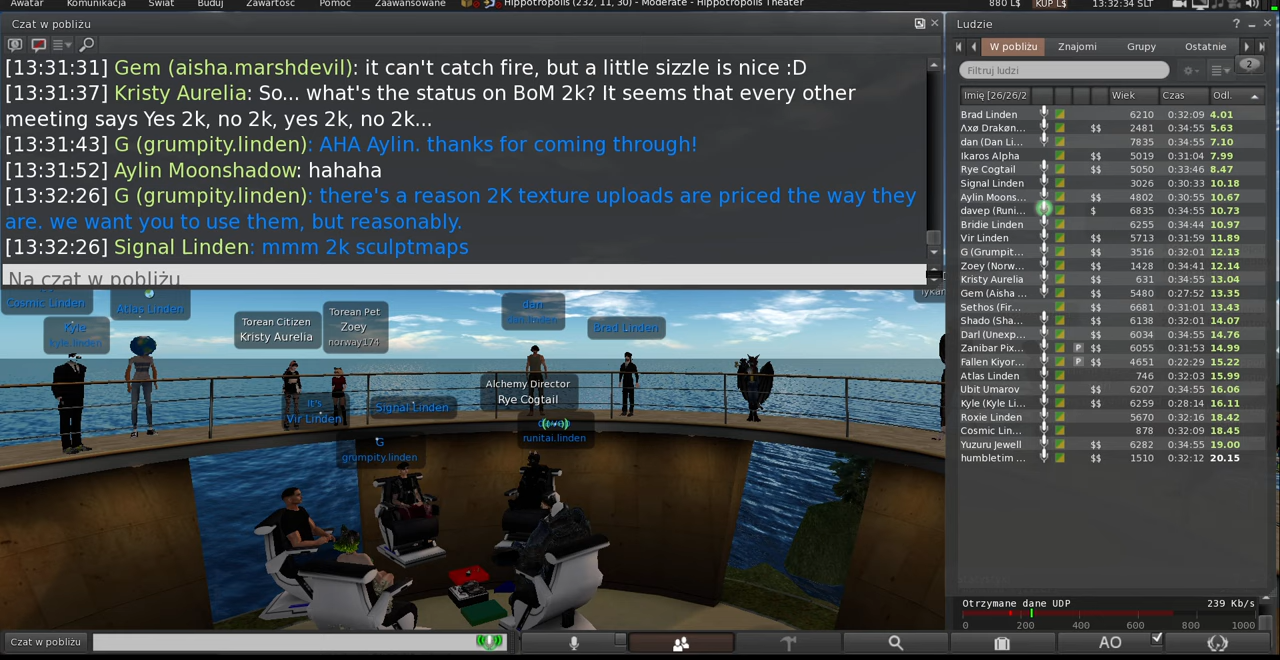 Awatar Komunikacja Świat Buduj Zawartość Pomoc Zaawansowane Hippotropolis (232, 11, 30) - Moderate - Hippotropolis Theater 880 L$ KUP L$ 13:32:34 SLT
Czat w pobliżu
[13:31:31] Gem (aisha.marshdevil): it can't catch fire, but a little sizzle is nice :D
[13:31:37] Kristy Aurelia: So... what's the status on BoM 2k? It seems that every other
meeting says Yes 2k, no 2k, yes 2k, no 2k...
[13:31:43] G (grumpity.linden): AHA Aylin. thanks for coming through!
[13:31:52] Aylin Moonshadow: hahaha
[13:32:26] G (grumpity.linden): there's a reason 2K texture uploads are priced the way they
are. we want you to use them, but reasonably.
[13:32:26] Signal Linden: mmm 2k sculptmaps
Na czat w pobliżu
Cosmic Linden
Atlas Linden
Kyle
kyle.linden
Torean Citizen
Kristy Aurelia
Torean Pet
Zoey
norway174
dan
dan.linden
Brad Linden
It's
Vir Linden
Signal Linden
Alchemy Director
Rye Cogtail
G
grumpity.linden
runitai.linden
Czat w pobliżu
AO
Ludzie
W pobliżu Znajomi Grupy Ostatnie
Filtruj ludzi
2
Imię [26/26/2 Wiek Czas Odl.
Brad Linden 6210 0:32:09 4.01
Λxø Drakøn... $$ 2481 0:34:55 5.63
dan (Dan Li... 7835 0:34:55 7.10
Ikaros Alpha $$ 5019 0:31:04 7.99
Rye Cogtail $$ 5050 0:33:46 8.47
Signal Linden 3026 0:30:33 10.18
Aylin Moons... $$ 4802 0:30:55 10.67
davep (Runi... $ 6835 0:34:55 10.73
Bridie Linden 6255 0:34:44 10.97
Vir Linden $$ 5713 0:31:59 11.89
G (Grumpit... $$ 3516 0:32:01 12.13
Zoey (Norw... $$ 1428 0:34:41 12.14
Kristy Aurelia $$ 631 0:34:55 13.04
Gem (Aisha ... $$ 5480 0:27:52 13.35
Sethos (Fir... $$ 6681 0:31:01 13.43
Shado (Sha... $$ 6138 0:32:01 14.07
Darl (Unexp... $$ 6034 0:34:55 14.76
Zanibar Pix... P $$ 6055 0:31:53 14.99
Fallen Kiyor... P $$ 4651 0:22:29 15.22
Atlas Linden 746 0:32:03 15.99
Ubit Umarov $$ 6207 0:34:55 16.06
Kyle (Kyle Li... $$ 6259 0:28:14 16.11
Roxie Linden 5670 0:32:16 18.42
Cosmic Lin... 878 0:32:09 18.45
Yuzuru Jewell $$ 6282 0:34:55 19.00
humbletim ... $$ 1510 0:32:12 20.15
Otrzymane dane UDP 239 Kb/s
0 200 400 600 800 1000